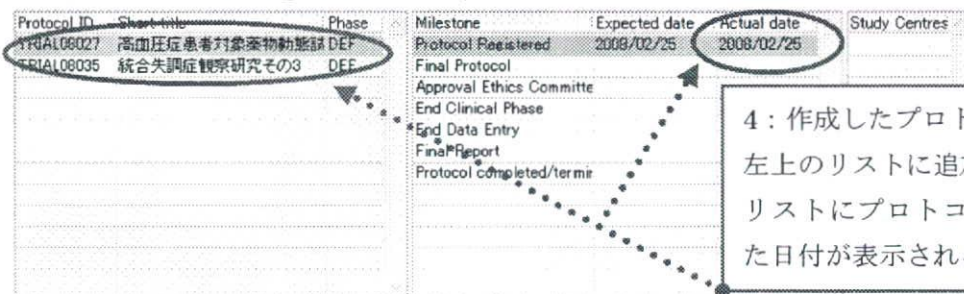 Protocol ID Short title Phase
TRIAL08027 高血圧症患者対象薬物動態試 DEF
TRIAL08035 統合失調症観察研究その3 DEF
Milestone Expected date Actual date
Protocol Registered 2008/02/25 2008/02/25
Final Protocol
Approval Ethics Committe
End Clinical Phase
End Data Entry
Final Report
Protocol completed/termin
Study Centres
4：作成したプロト
左上のリストに追加
リストにプロトコ
た日付が表示され